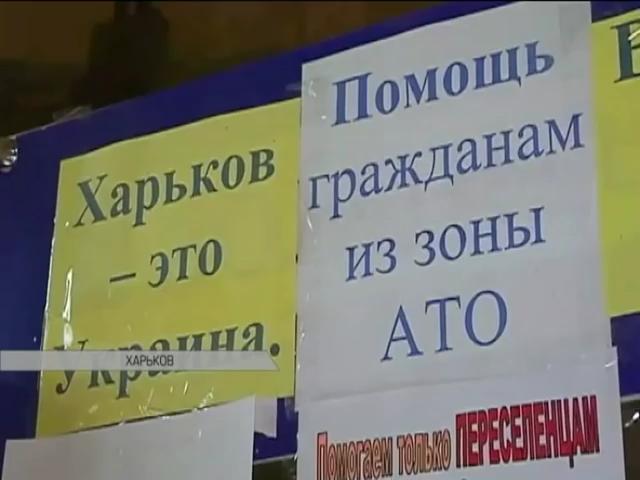 Харьков
– это
Украина.
ХАРЬКОВ
Помощь
гражданам
из зоны
АТО
Помогаем только ПЕРЕСЕЛЕНЦАМ